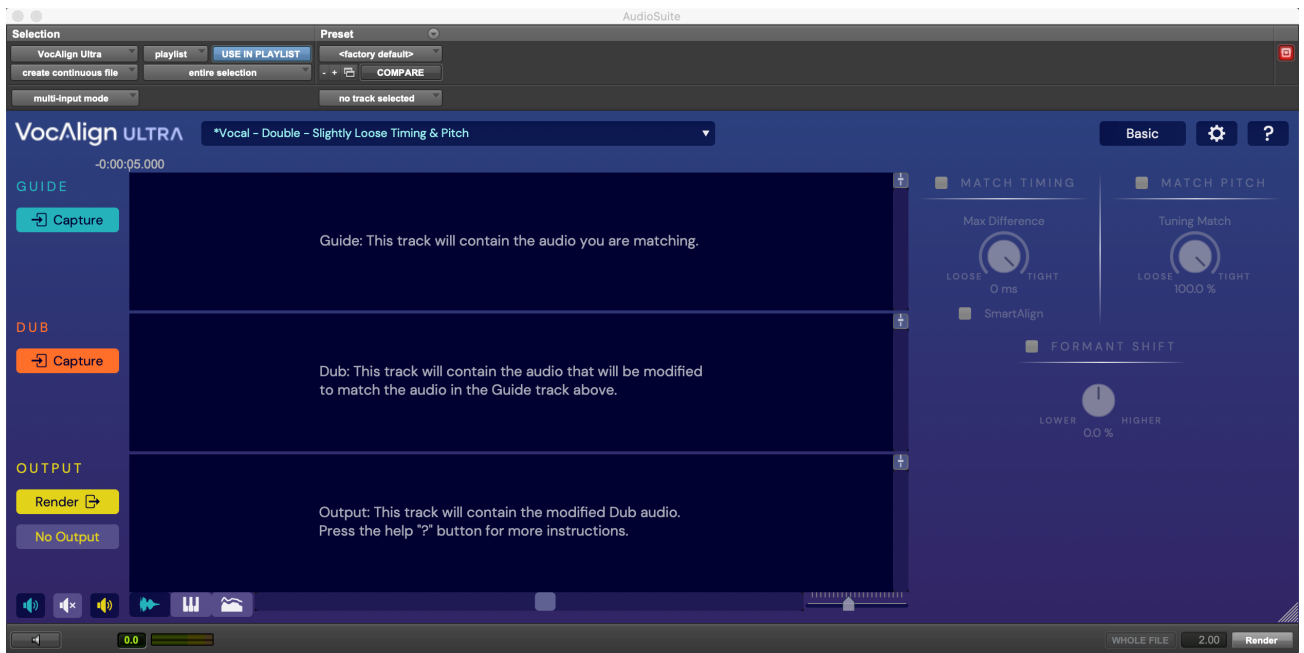 AudioSuite
Selection
Preset
VocAlign Ultra
playlist
USE IN PLAYLIST
<factory default>
create continuous file
entire selection
- +
COMPARE
multi-input mode
no track selected
VocAlign ULTRA
*Vocal - Double - Slightly Loose Timing & Pitch
Basic
?
-0:00:05.000
GUIDE
Capture
Guide: This track will contain the audio you are matching.
DUB
Capture
Dub: This track will contain the audio that will be modified
to match the audio in the Guide track above.
OUTPUT
Render
No Output
Output: This track will contain the modified Dub audio.
Press the help "?" button for more instructions.
MATCH TIMING
MATCH PITCH
Max Difference
Tuning Match
LOOSE
TIGHT
LOOSE
TIGHT
0 ms
100.0 %
SmartAlign
FORMANT SHIFT
LOWER
HIGHER
0.0 %
0.0
WHOLE FILE
2.00
Render